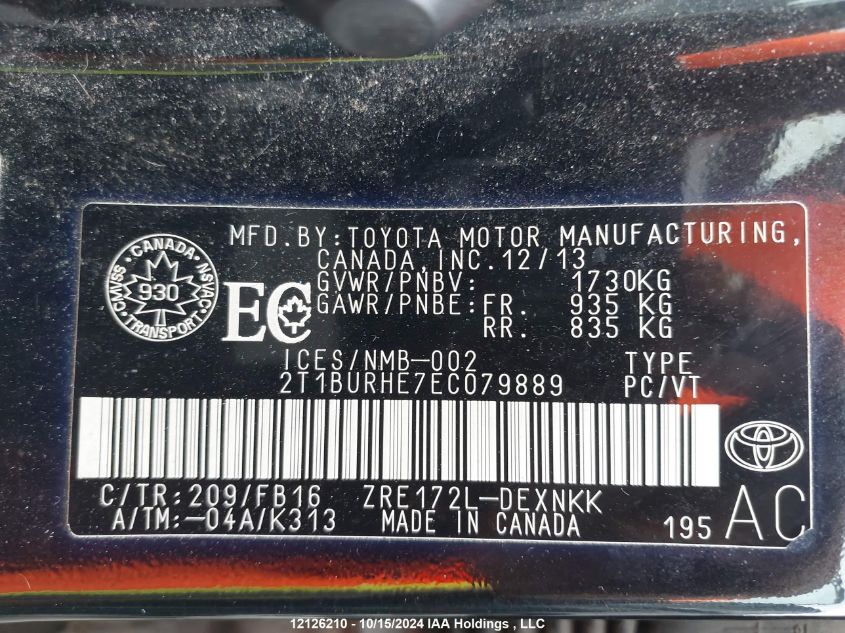 MFD.BY:TOYOTA MOTOR MANUFACTURING,
CANADA,INC.12/13
GVWR/PNBV: 1730KG
GAWR/PNBE:FR. 935 KG
RR. 835 KG
CANADA
CMVSS
930
NSVAC
TRANSPORT
EC
ICES/NMB-002 TYPE
2T1BURHE7EC079889 PC/VT
C/TR:209/FB16 ZRE172L-DEXNKK
A/TM:-04A/K313 MADE IN CANADA 195 AC
12126210 - 10/15/2024 IAA Holdings , LLC